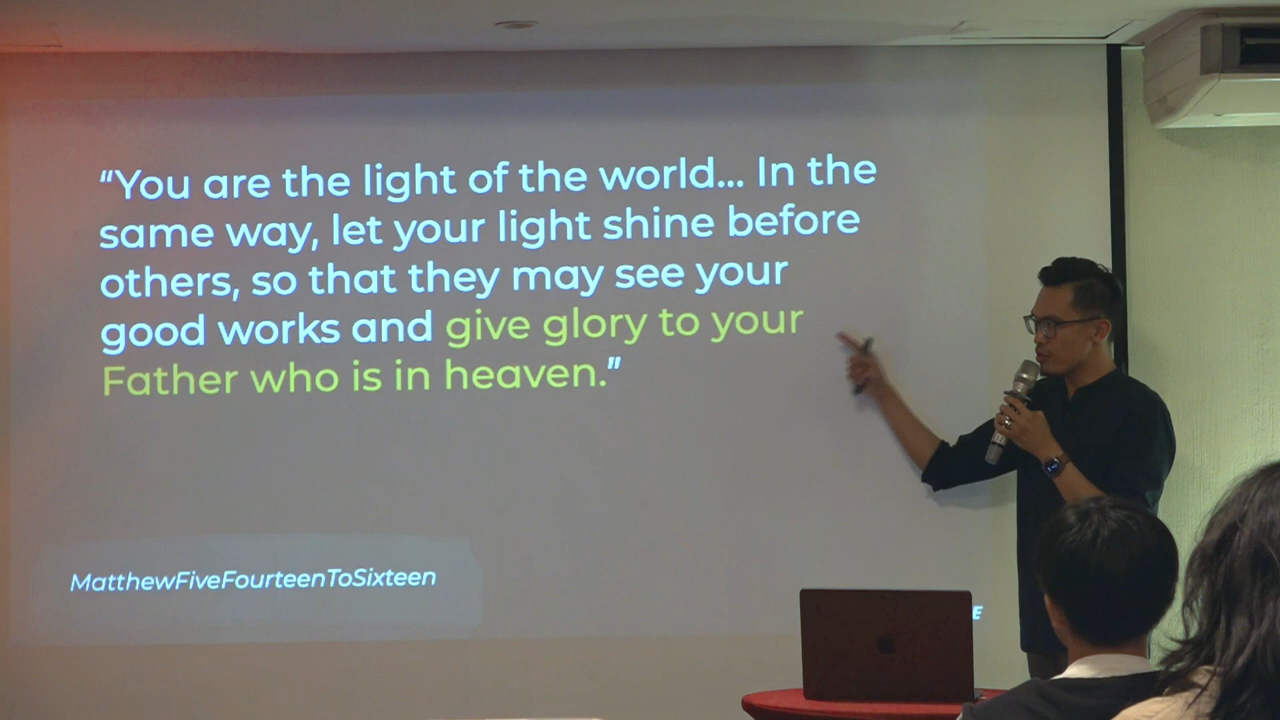 “You are the light of the world... In the
same way, let your light shine before
others, so that they may see your
good works and give glory to your
Father who is in heaven.”
MatthewFiveFourteenToSixteen